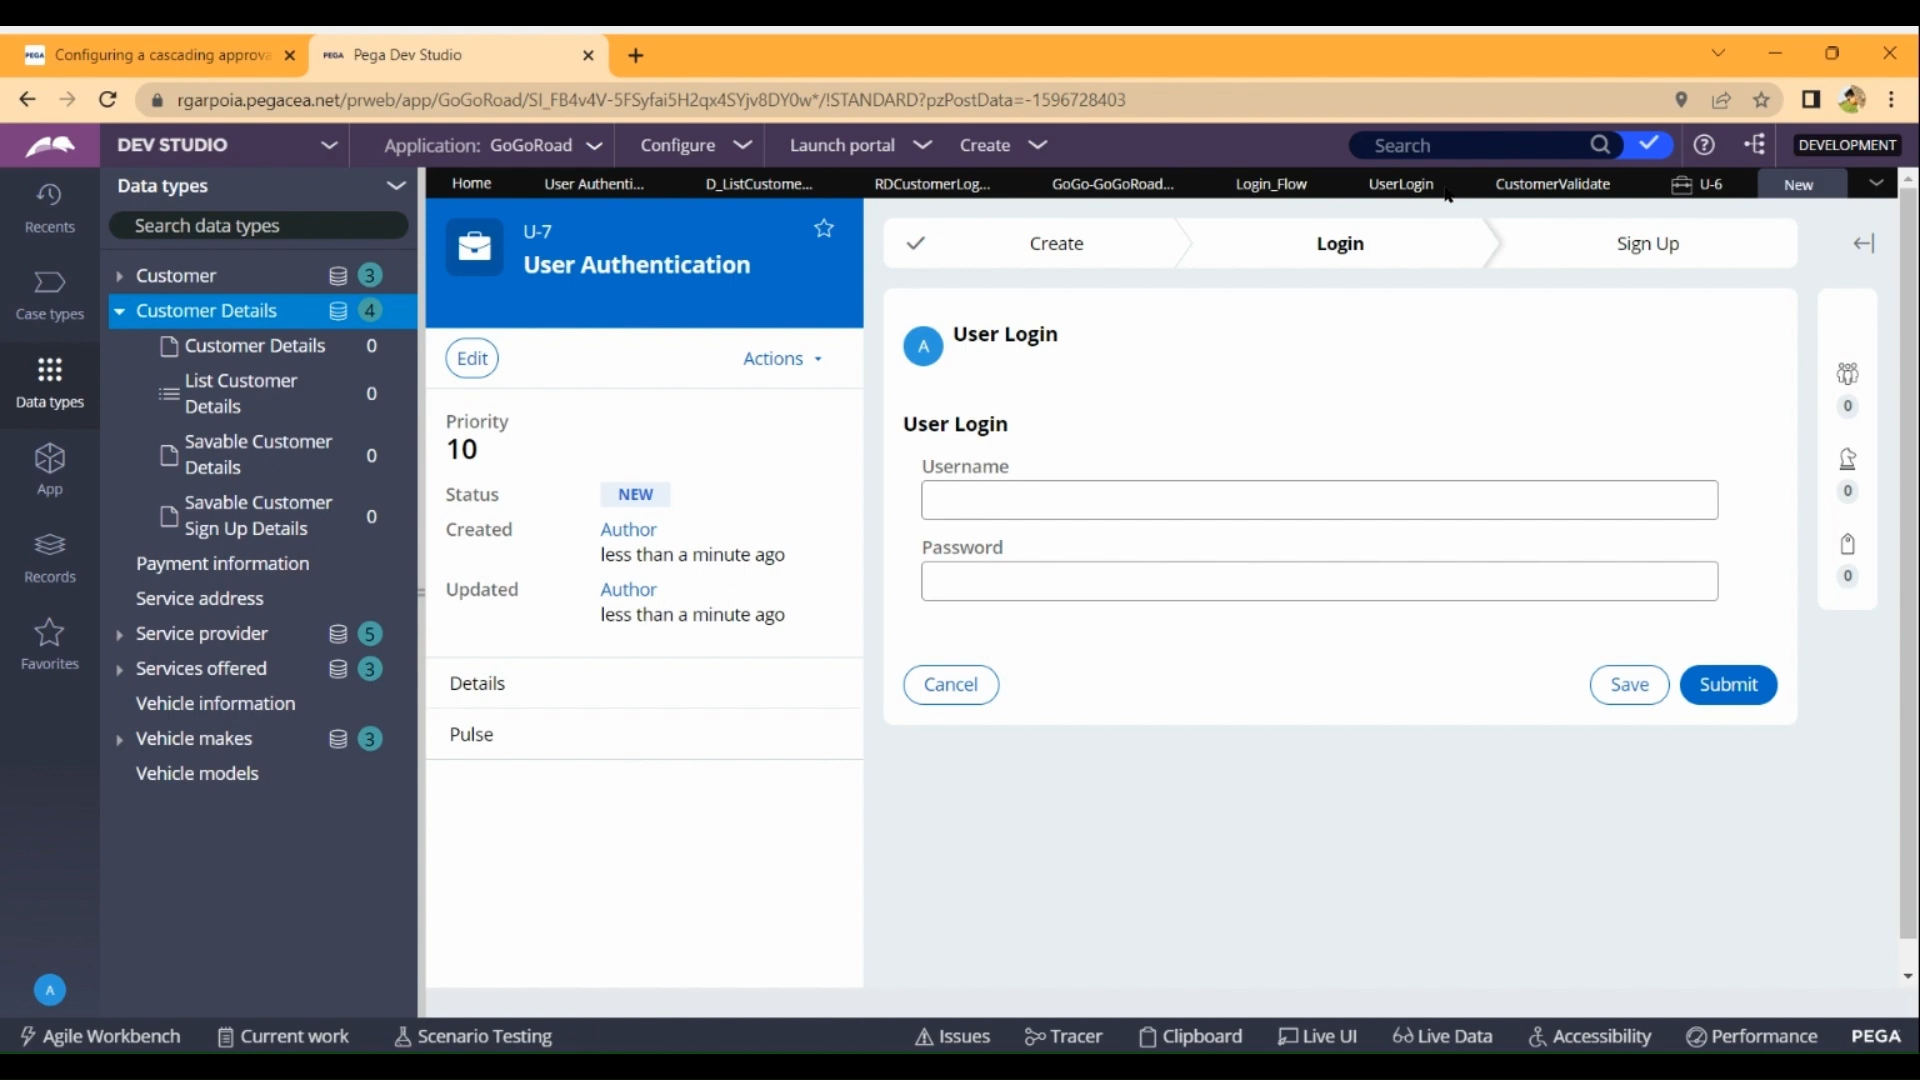 PEGA Configuring a cascading approva
PEGA Pega Dev Studio
rgarpoia.pegacea.net/prweb/app/GoGoRoad/SI_FB4v4V-5FSyfai5H2qx4SYjv8DY0w*/!STANDARD?pzPostData=-1596728403
DEV STUDIO
Application: GoGoRoad
Configure
Launch portal
Create
Search
DEVELOPMENT
Recents
Case types
Data types
App
Records
Favorites
A
Data types
Search data types
Customer 3
Customer Details 4
Customer Details 0
List Customer
Details 0
Savable Customer
Details 0
Savable Customer
Sign Up Details 0
Payment information
Service address
Service provider 5
Services offered 3
Vehicle information
Vehicle makes 3
Vehicle models
Home
User Authenti...
D_ListCustome...
RDCustomerLog...
GoGo-GoGoRoad...
Login_Flow
UserLogin
CustomerValidate
U-6
New
U-7
User Authentication
Edit
Actions
Priority
10
Status NEW
Created Author
less than a minute ago
Updated Author
less than a minute ago
Details
Pulse
Create
Login
Sign Up
A
User Login
User Login
Username
Password
Cancel
Save
Submit
0
0
0
Agile Workbench
Current work
Scenario Testing
Issues
Tracer
Clipboard
Live UI
Live Data
Accessibility
Performance
PEGA